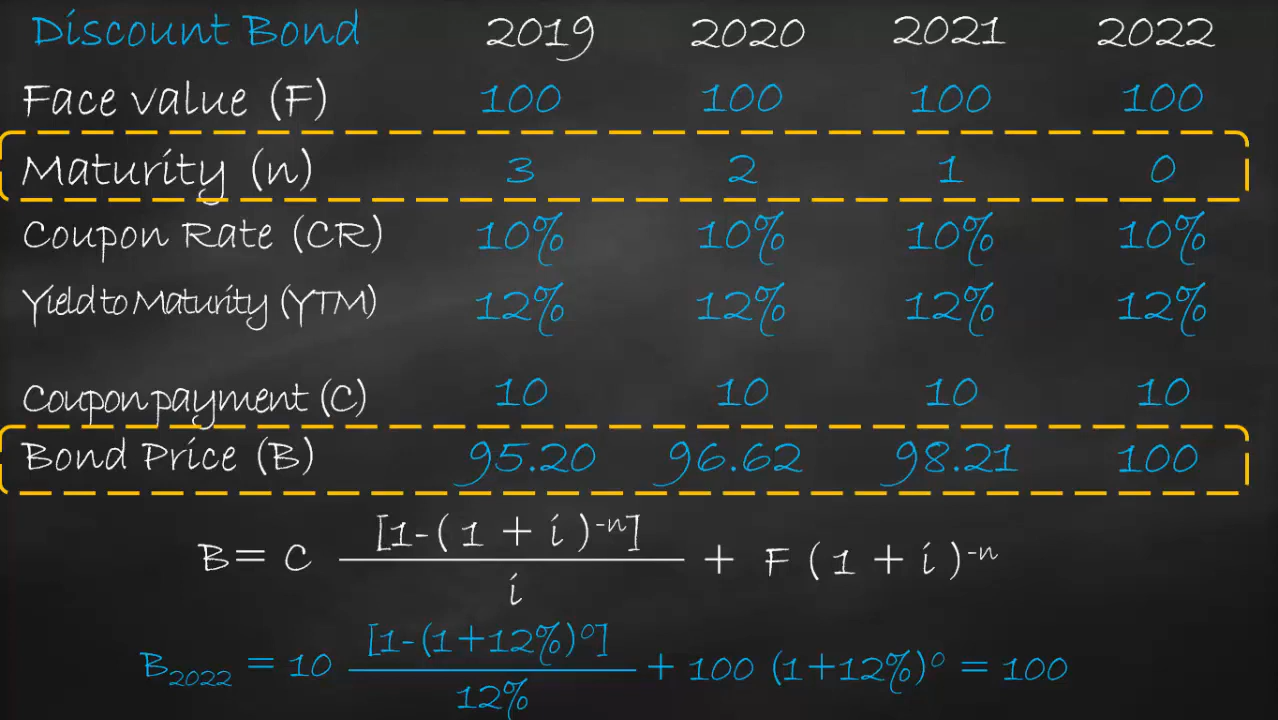 Discount Bond 2019 2020 2021 2022
Face value (F) 100 100 100 100
Maturity (n) 3 2 1 0
Coupon Rate (CR) 10% 10% 10% 10%
Yield to Maturity (YTM) 12% 12% 12% 12%
Coupon payment (C) 10 10 10 10
Bond Price (B) 95.20 96.62 98.21 100
[1-(1 + i)⁻ⁿ]
B= C + F (1 + i)⁻ⁿ
i
[1-(1+12%)⁰]
B₂₀₂₂ = 10 + 100 (1+12%)⁰ = 100
12%